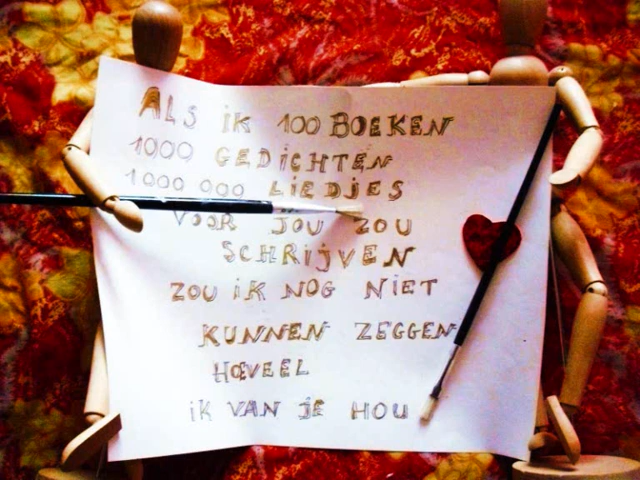 ALS iK 100 BOEKEN
1000 GEDiCHTEN
1000 000 LiEDJES
VOOR JOU ZOU
SCHRijVEN
ZOU iK NOG NiET
KUNNEN ZEGGEN
HŒVEEL
iK VAN JE HOU